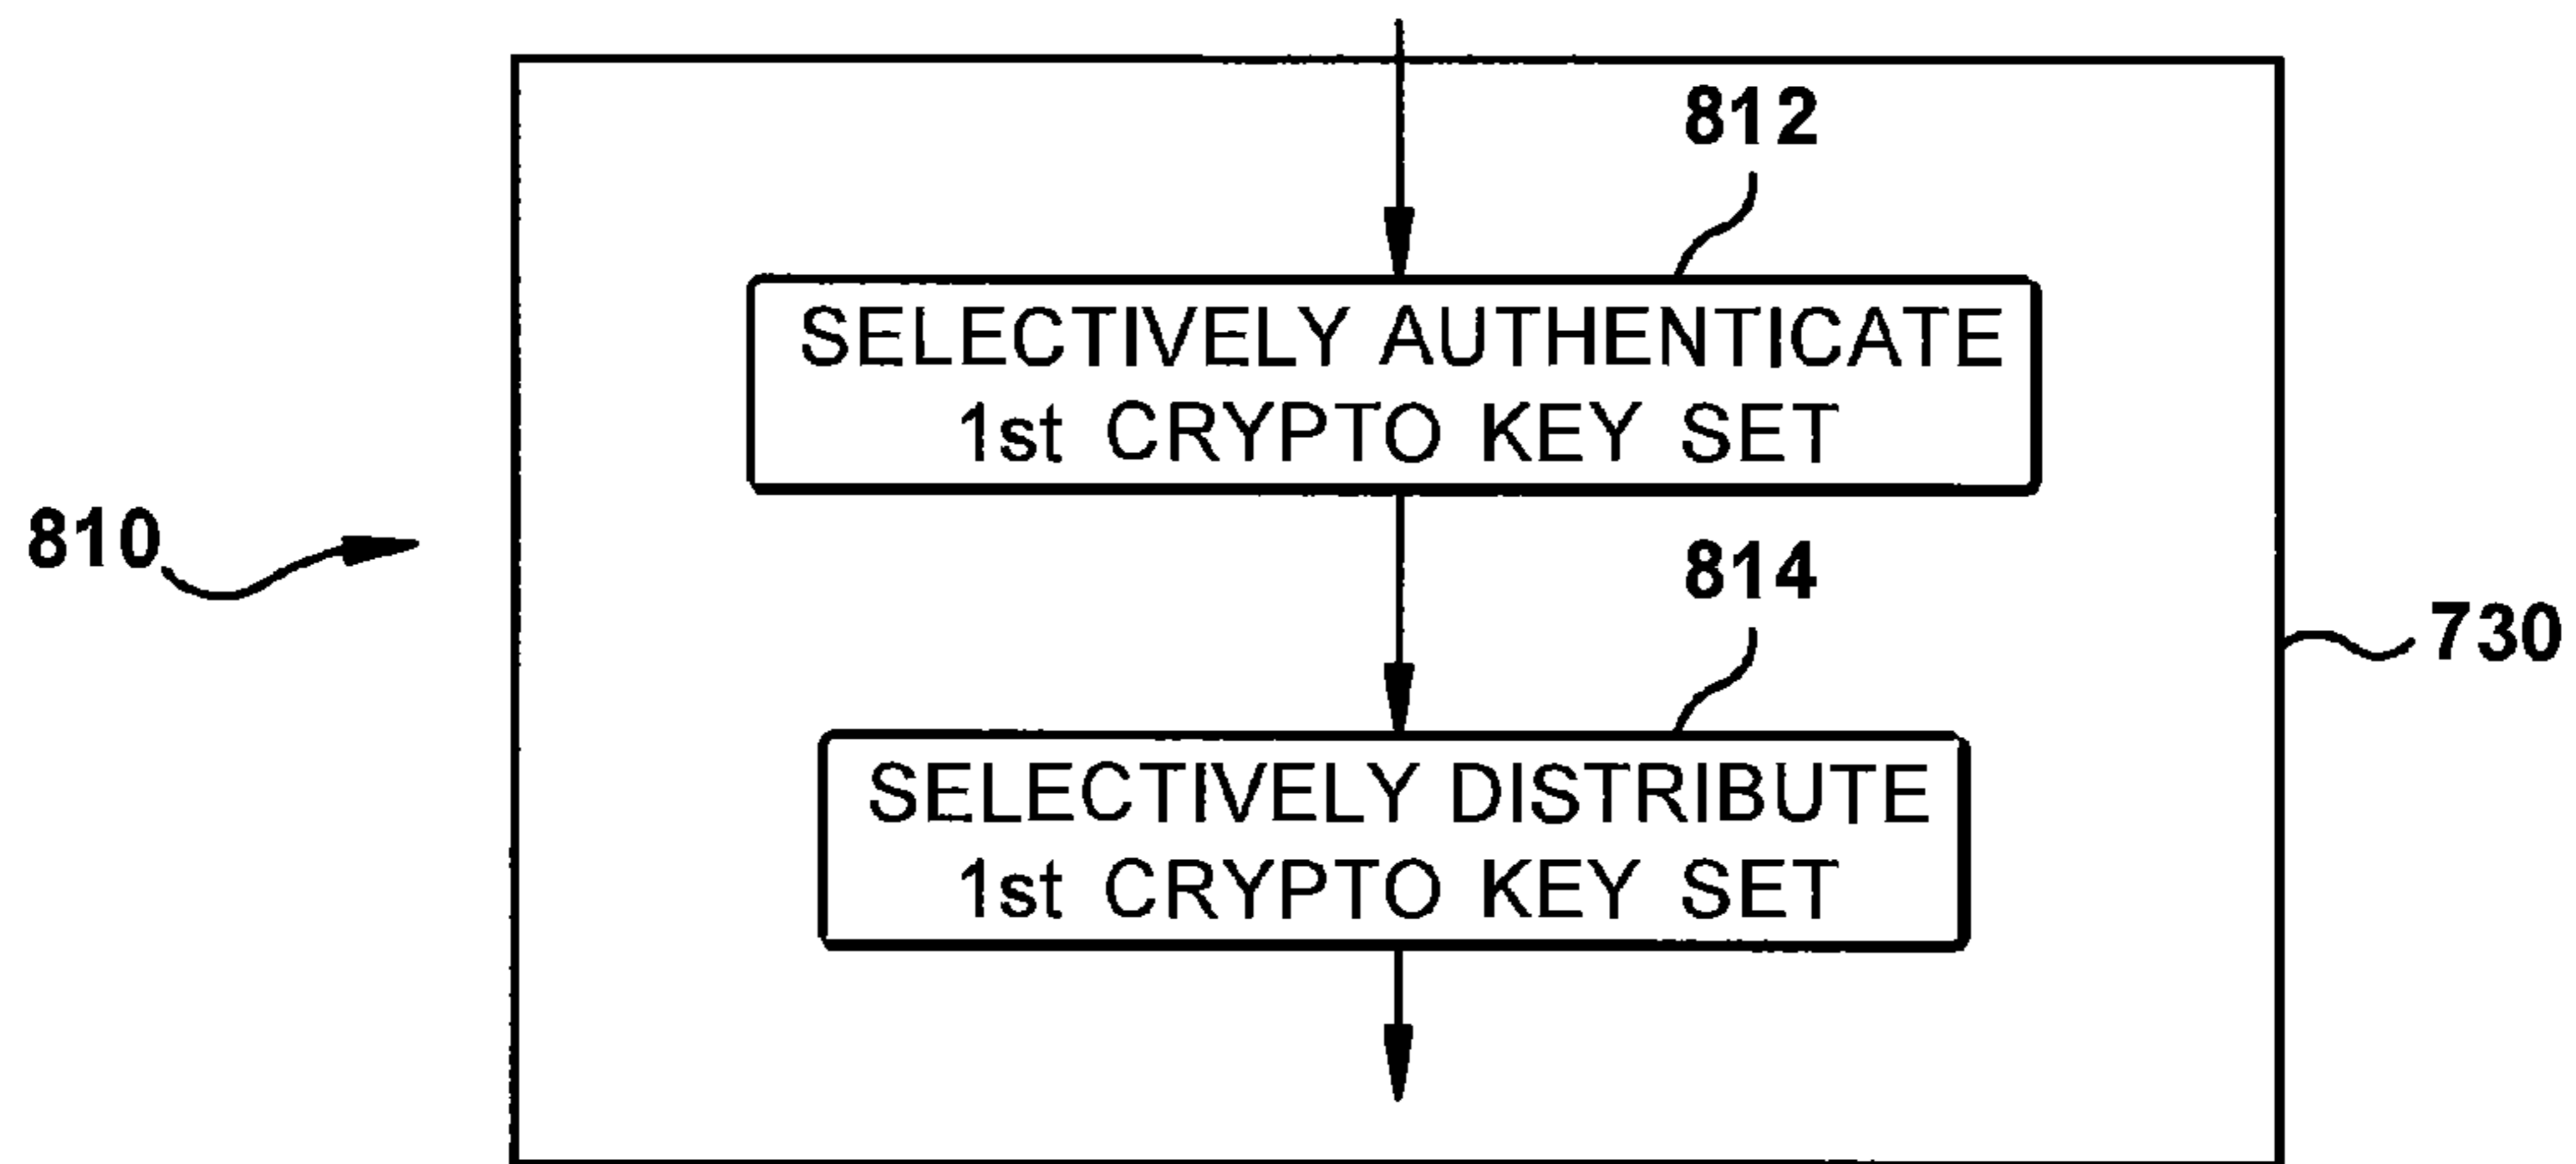 812
SELECTIVELY AUTHENTICATE
1st CRYPTO KEY SET
810
814
730
SELECTIVELY DISTRIBUTE
1st CRYPTO KEY SET